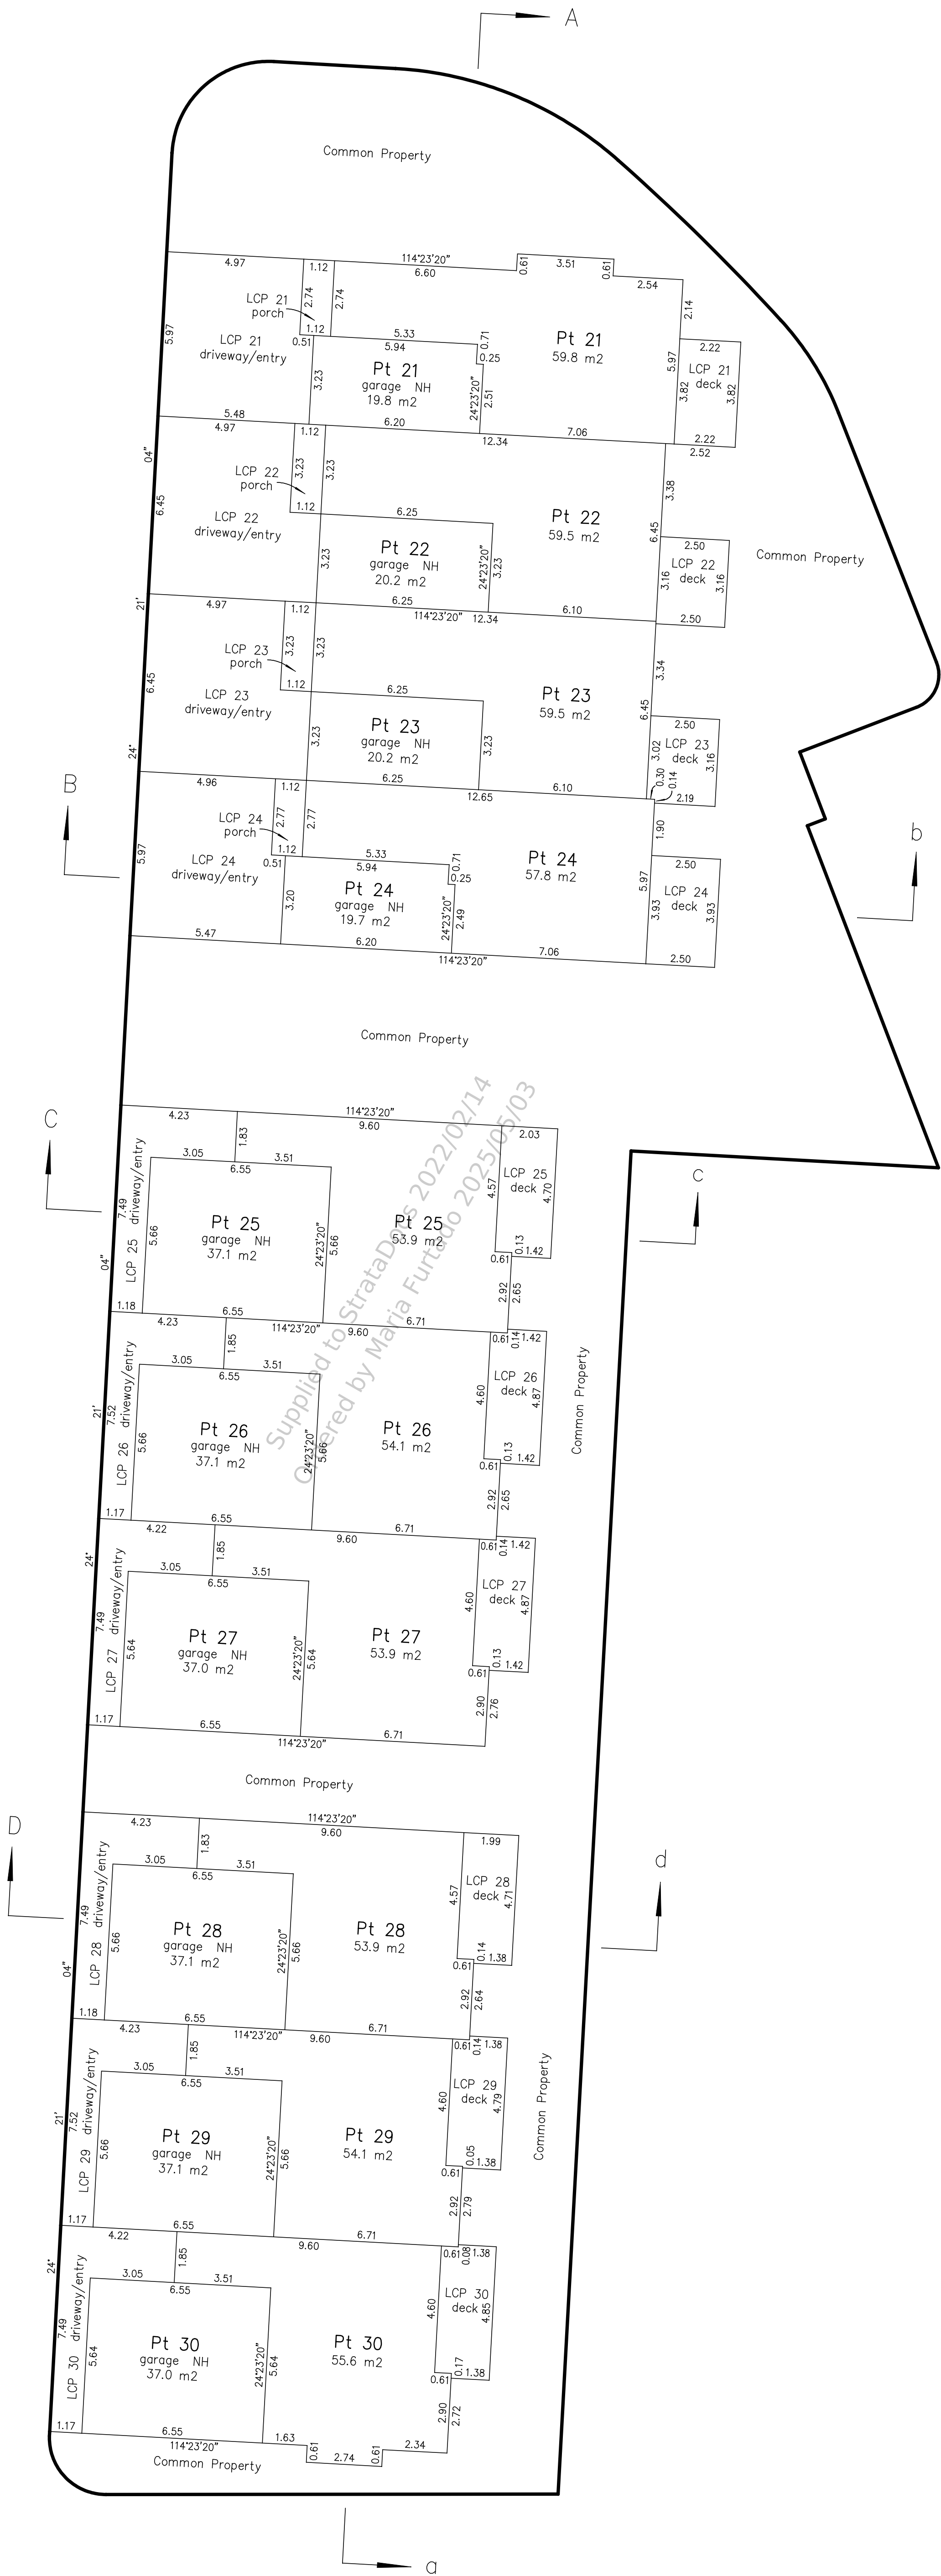 A
Common Property
4.97
1.12
114°23'20"
6.60
0.61
3.51
0.61
2.54
2.14
LCP 21
porch
2.74
2.74
1.12
0.51
5.33
5.94
0.71
0.25
Pt 21
59.8 m2
5.97
2.22
LCP 21
deck
3.82
3.82
5.97
LCP 21
driveway/entry
3.23
Pt 21
garage NH
19.8 m2
24°23'20"
2.51
5.48
4.97
1.12
6.20
12.34
7.06
2.22
2.52
04"
6.45
LCP 22
porch
3.23
3.23
1.12
6.25
3.38
LCP 22
driveway/entry
3.23
Pt 22
garage NH
20.2 m2
24°23'20"
3.23
Pt 22
59.5 m2
6.45
2.50
LCP 22
deck
3.16
3.16
Common Property
2.50
21'
4.97
1.12
6.25
114°23'20"
12.34
6.10
6.45
LCP 23
porch
3.23
3.23
1.12
6.25
3.34
LCP 23
driveway/entry
3.23
Pt 23
garage NH
20.2 m2
3.23
Pt 23
59.5 m2
6.45
2.50
LCP 23
deck
3.02
3.16
0.30
0.14
2.19
24°
4.96
1.12
6.25
12.65
6.10
B
5.97
LCP 24
porch
2.77
2.77
1.12
0.51
5.33
5.94
0.71
0.25
1.90
LCP 24
driveway/entry
3.20
Pt 24
garage NH
19.7 m2
24°23'20"
2.49
Pt 24
57.8 m2
5.97
2.50
LCP 24
deck
3.93
3.93
b
5.47
6.20
114°23'20"
7.06
2.50
Common Property
Supplied to StrataDocs 2022/02/14
Ordered by Maria Furtado 2025/05/03
C
4.23
114°23'20"
9.60
2.03
1.83
3.05
3.51
6.55
7.49
LCP 25 driveway/entry
5.66
Pt 25
garage NH
37.1 m2
24°23'20"
5.66
Pt 25
53.9 m2
4.57
LCP 25
deck
4.70
0.13
1.42
0.61
2.92
2.65
c
04"
1.18
6.55
4.23
114°23'20"
9.60
6.71
0.61
0.14
1.42
1.85
3.05
3.51
6.55
7.52
LCP 26 driveway/entry
5.66
Pt 26
garage NH
37.1 m2
24°23'20"
5.66
Pt 26
54.1 m2
4.60
LCP 26
deck
4.87
Common Property
0.13
1.42
0.61
2.92
2.65
21'
1.17
6.55
4.22
9.60
6.71
0.61
0.14
1.42
1.85
3.05
3.51
6.55
24°
7.49
LCP 27 driveway/entry
5.64
Pt 27
garage NH
37.0 m2
24°23'20"
5.64
Pt 27
53.9 m2
4.60
LCP 27
deck
4.87
0.13
1.42
0.61
2.90
2.76
1.17
6.55
114°23'20"
6.71
Common Property
D
4.23
114°23'20"
9.60
1.99
1.83
3.05
3.51
6.55
7.49
LCP 28 driveway/entry
5.66
Pt 28
garage NH
37.1 m2
24°23'20"
5.66
Pt 28
53.9 m2
4.57
LCP 28
deck
4.71
0.14
1.38
0.61
2.92
2.64
d
04"
1.18
6.55
4.23
114°23'20"
9.60
6.71
0.61
0.14
1.38
1.85
3.05
3.51
6.55
7.52
LCP 29 driveway/entry
5.66
Pt 29
garage NH
37.1 m2
24°23'20"
5.66
Pt 29
54.1 m2
4.60
LCP 29
deck
4.79
Common Property
0.05
1.38
0.61
2.92
2.79
21'
1.17
6.55
4.22
9.60
6.71
0.61
0.08
1.38
1.85
3.05
3.51
6.55
24°
7.49
LCP 30 driveway/entry
5.64
Pt 30
garage NH
37.0 m2
24°23'20"
5.64
Pt 30
55.6 m2
4.60
LCP 30
deck
4.85
0.17
1.38
0.61
2.90
2.72
1.17
6.55
114°23'20"
1.63
0.61
2.74
0.61
2.34
Common Property
a